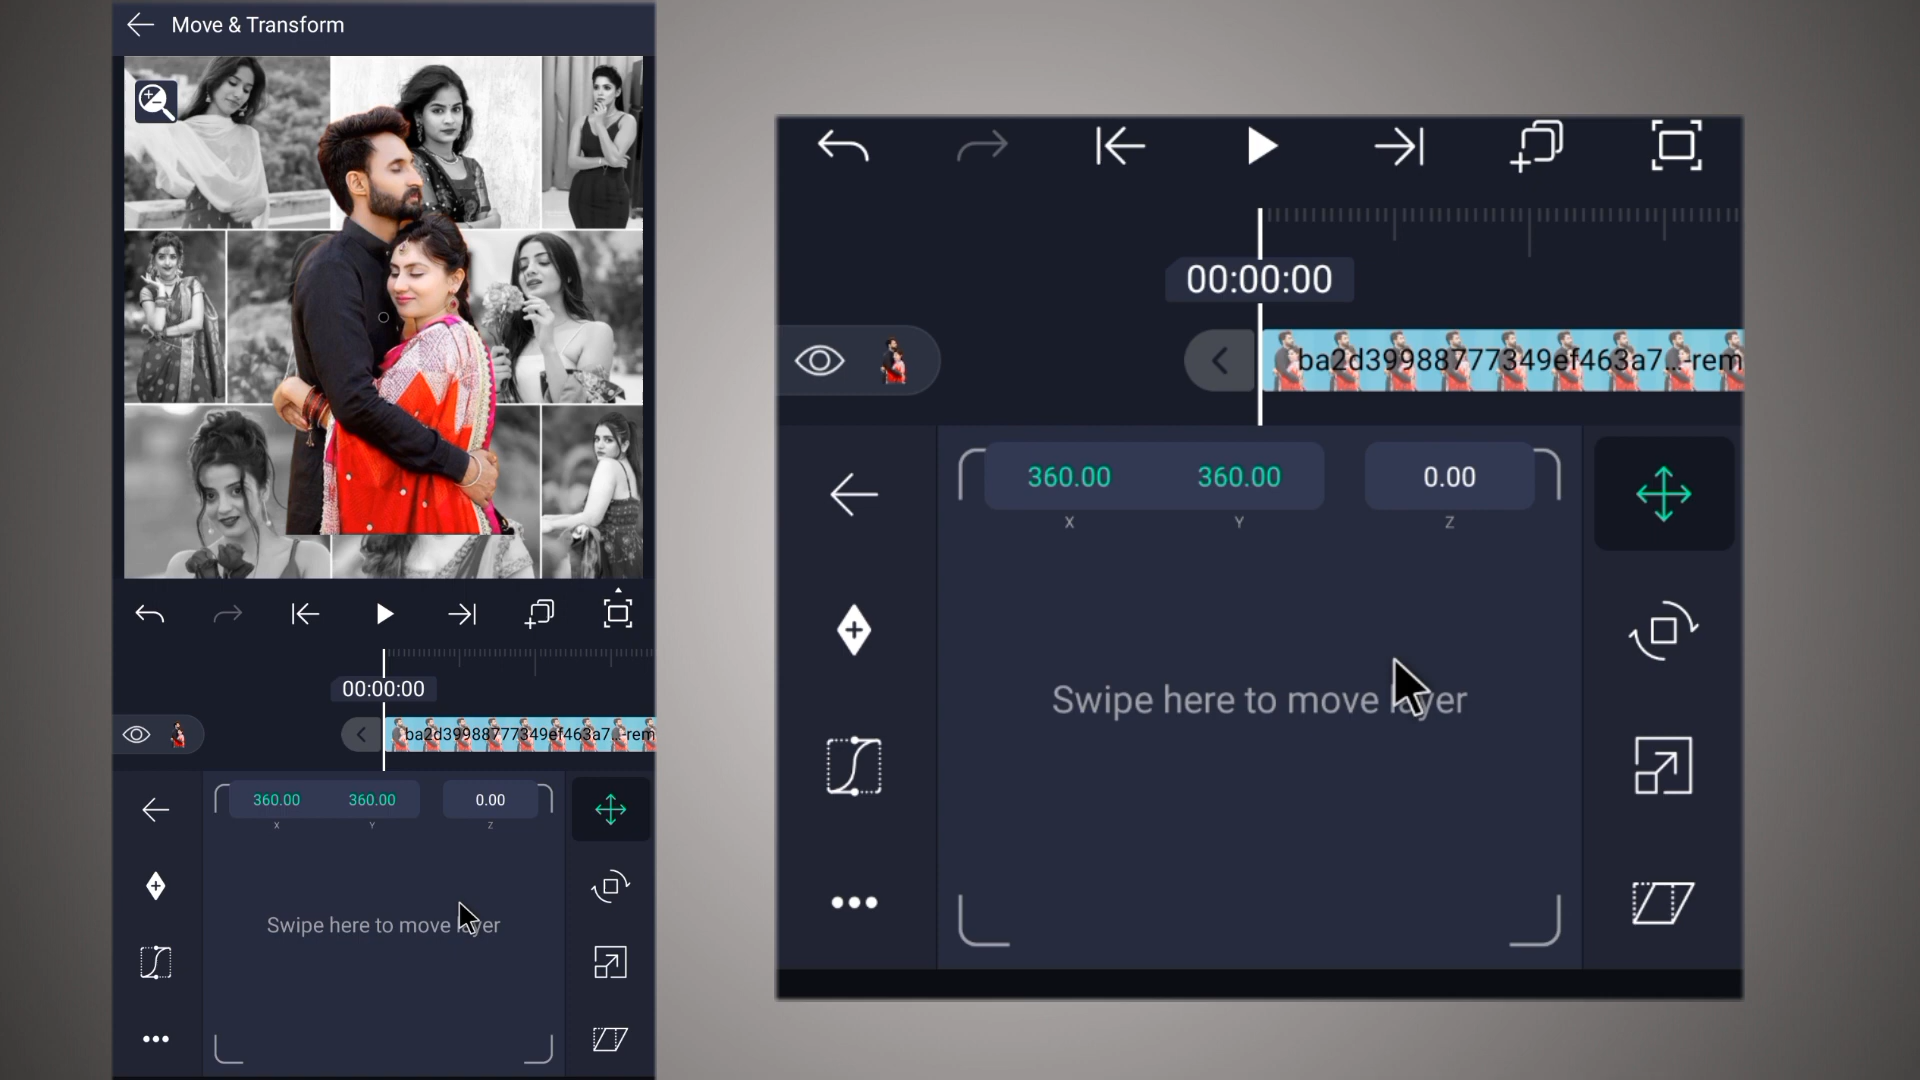 Move & Transform
00:00:00
ba2d39988777349ef463a7...-rem
360.00 360.00 0.00
X Y Z
Swipe here to move layer
00:00:00
ba2d39988777349ef463a7...-rem
360.00 360.00 0.00
X Y Z
Swipe here to move layer